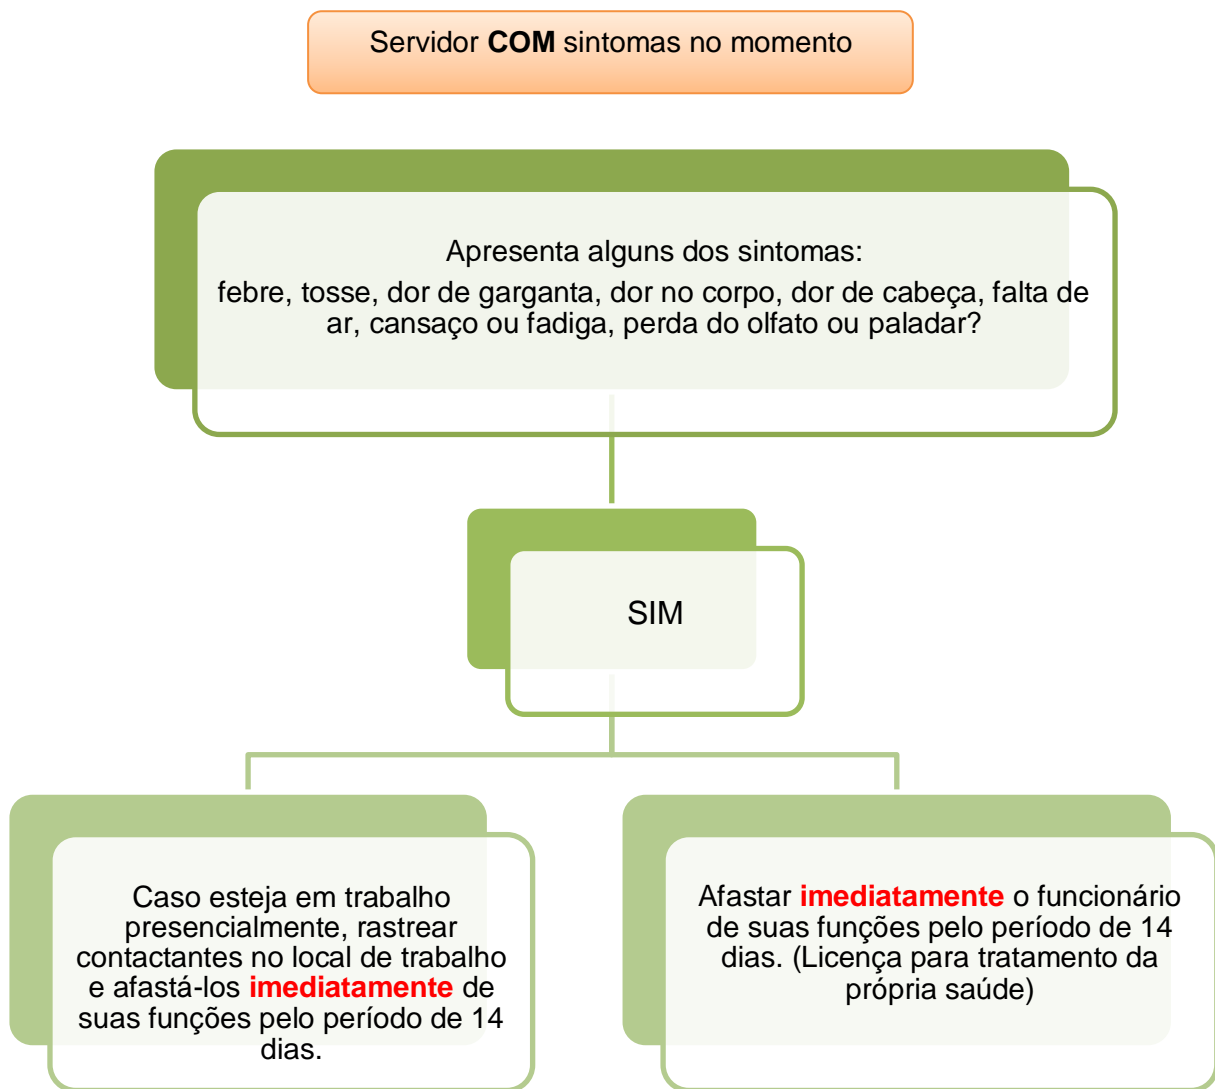 Servidor COM sintomas no momento
Apresenta alguns dos sintomas:
febre, tosse, dor de garganta, dor no corpo, dor de cabeça, falta de
ar, cansaço ou fadiga, perda do olfato ou paladar?
SIM
Caso esteja em trabalho
presencialmente, rastrear
contactantes no local de trabalho
e afastá-los imediatamente de
suas funções pelo período de 14
dias.
Afastar imediatamente o funcionário
de suas funções pelo período de 14
dias. (Licença para tratamento da
própria saúde)